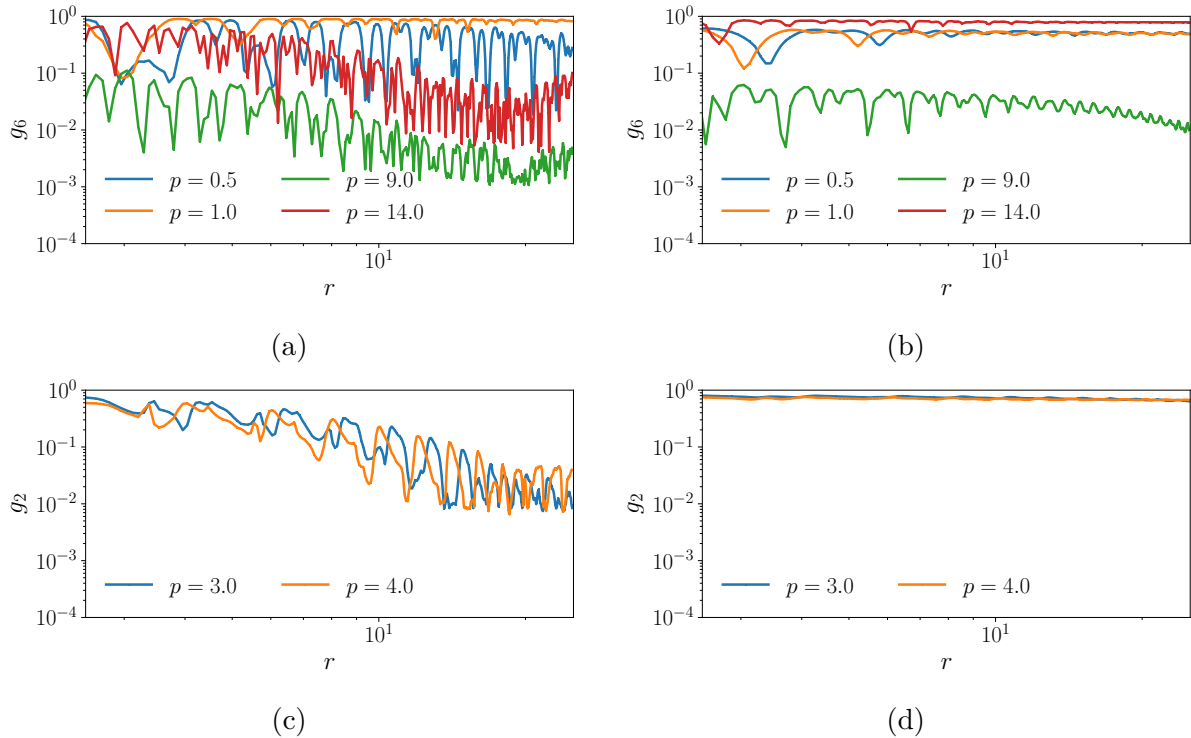 10^0
10^{-1}
10^{-2}
10^{-3}
10^{-4}
g_6
p = 0.5
p = 1.0
p = 9.0
p = 14.0
10^1
r
(a)
10^0
10^{-1}
10^{-2}
10^{-3}
10^{-4}
g_6
p = 0.5
p = 1.0
p = 9.0
p = 14.0
10^1
r
(b)
10^0
10^{-1}
10^{-2}
10^{-3}
10^{-4}
g_2
p = 3.0
p = 4.0
10^1
r
(c)
10^0
10^{-1}
10^{-2}
10^{-3}
10^{-4}
g_2
p = 3.0
p = 4.0
10^1
r
(d)